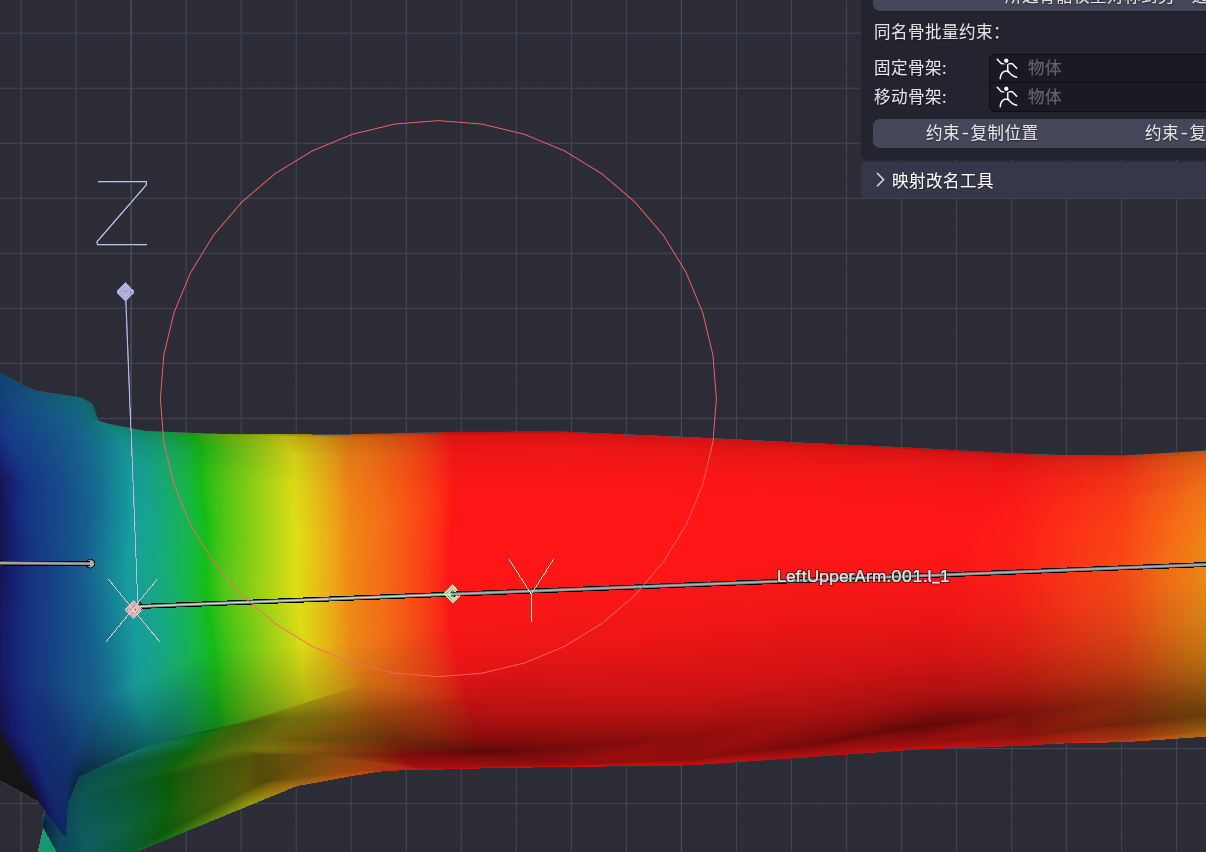 同名骨批量约束:
固定骨架:
物体
移动骨架:
物体
约束-复制位置
约束-复
映射改名工具
Z
X
Y
LeftUpperArm.001.L_1